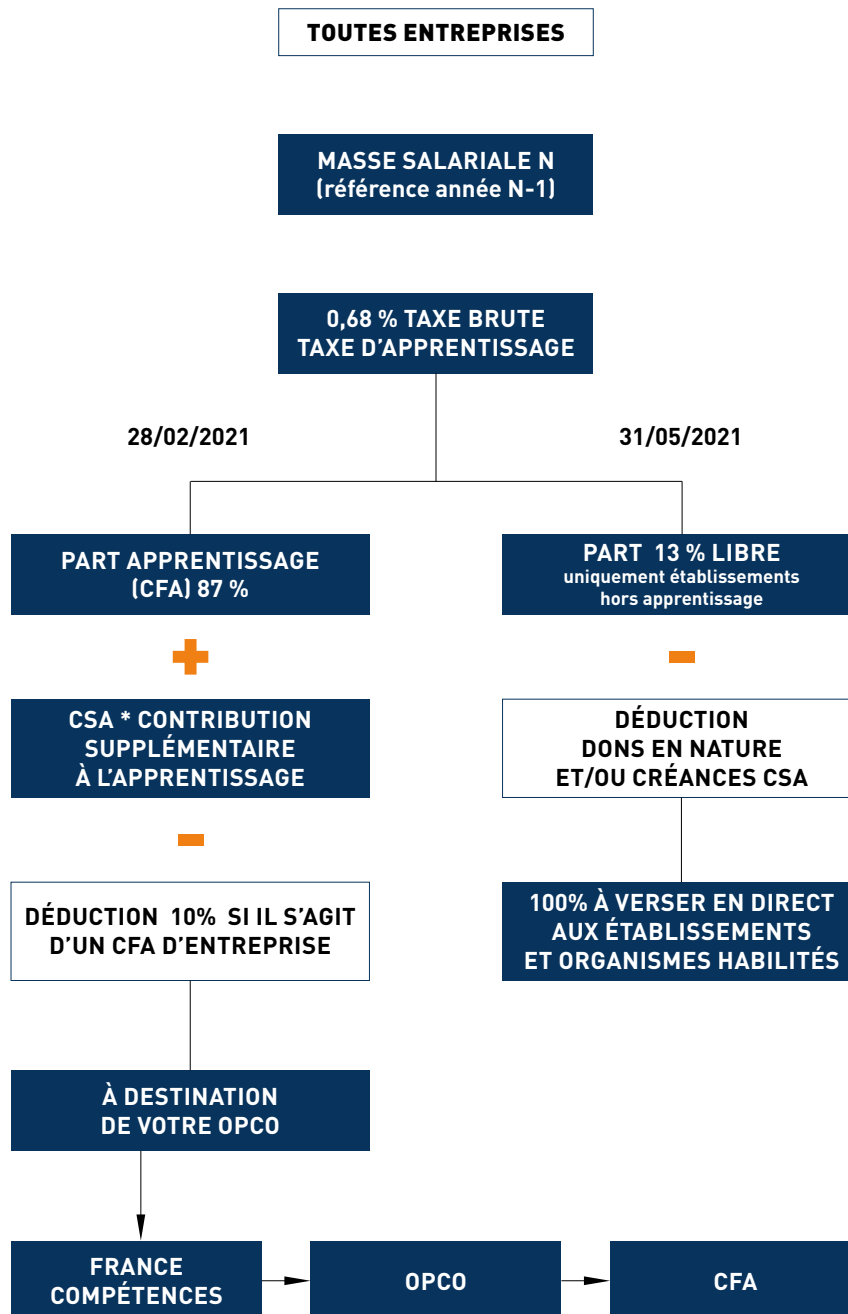 TOUTES ENTREPRISES
MASSE SALARIALE N
(référence année N-1)
0,68 % TAXE BRUTE
TAXE D'APPRENTISSAGE
28/02/2021
31/05/2021
PART APPRENTISSAGE
(CFA) 87 %
PART 13 % LIBRE
uniquement établissements
hors apprentissage
+
-
CSA * CONTRIBUTION
SUPPLÉMENTAIRE
À L'APPRENTISSAGE
DÉDUCTION
DONS EN NATURE
ET/OU CRÉANCES CSA
-
DÉDUCTION 10% SI IL S'AGIT
D'UN CFA D'ENTREPRISE
100% À VERSER EN DIRECT
AUX ÉTABLISSEMENTS
ET ORGANISMES HABILITÉS
À DESTINATION
DE VOTRE OPCO
FRANCE
COMPÉTENCES
OPCO
CFA